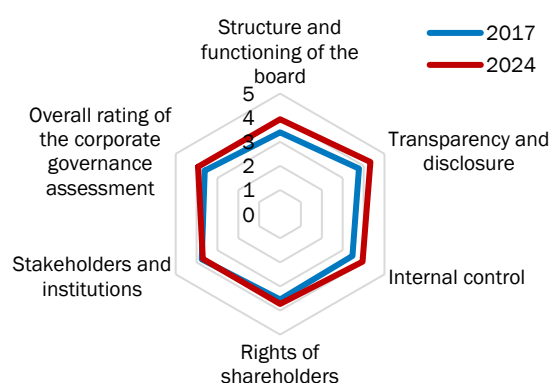 Structure and
functioning of the
board
2017
2024
5
4
3
2
1
0
Overall rating of
the corporate
governance
assessment
Transparency and
disclosure
Stakeholders and
institutions
Internal control
Rights of
shareholders